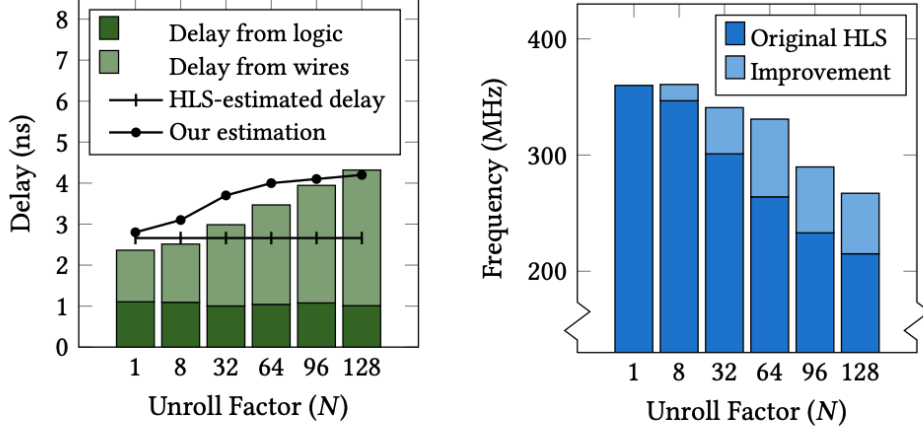 8
7
6
5
4
3
2
1
0
Delay (ns)
Delay from logic
Delay from wires
HLS-estimated delay
Our estimation
1 8 32 64 96 128
Unroll Factor (N)
400
300
200
Frequency (MHz)
Original HLS
Improvement
1 8 32 64 96 128
Unroll Factor (N)